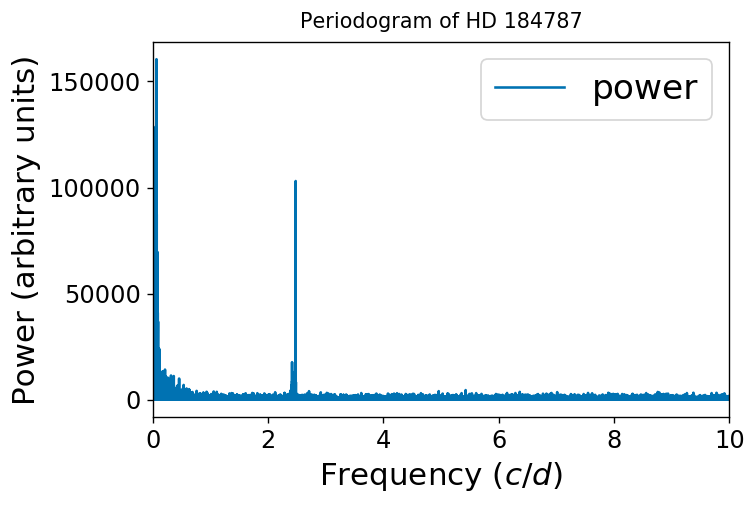 Periodogram of HD 184787
Power (arbitrary units)
150000
100000
50000
0
power
0 2 4 6 8 10
Frequency (c/d)